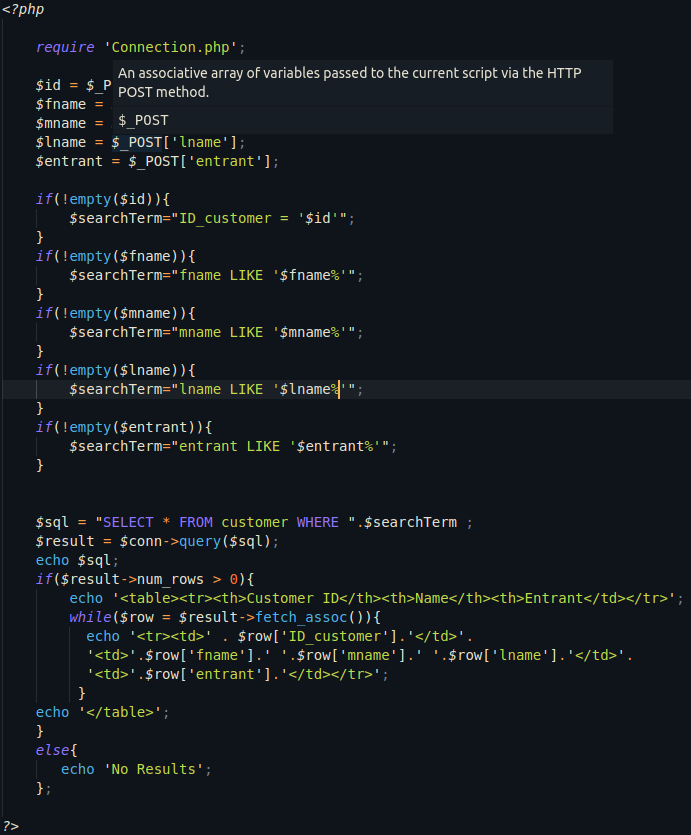 <?php
require 'Connection.php';
An associative array of variables passed to the current script via the HTTP
POST method.
$_POST
$id = $_P
$fname =
$mname =
$lname = $_POST['lname'];
$entrant = $_POST['entrant'];
if(!empty($id)){
$searchTerm="ID_customer = '$id'";
}
if(!empty($fname)){
$searchTerm="fname LIKE '$fname%'";
}
if(!empty($mname)){
$searchTerm="mname LIKE '$mname%'";
}
if(!empty($lname)){
$searchTerm="lname LIKE '$lname%'";
}
if(!empty($entrant)){
$searchTerm="entrant LIKE '$entrant%'";
}
$sql = "SELECT * FROM customer WHERE ".$searchTerm ;
$result = $conn->query($sql);
echo $sql;
if($result->num_rows > 0){
echo '<table><tr><th>Customer ID</th><th>Name</th><th>Entrant</td></tr>';
while($row = $result->fetch_assoc()){
echo '<tr><td>' . $row['ID_customer'].'</td>'.
'<td>'.$row['fname'].' '.$row['mname'].' '.$row['lname'].'</td>'.
'<td>'.$row['entrant'].'</td></tr>';
}
echo '</table>';
}
else{
echo 'No Results';
};
?>